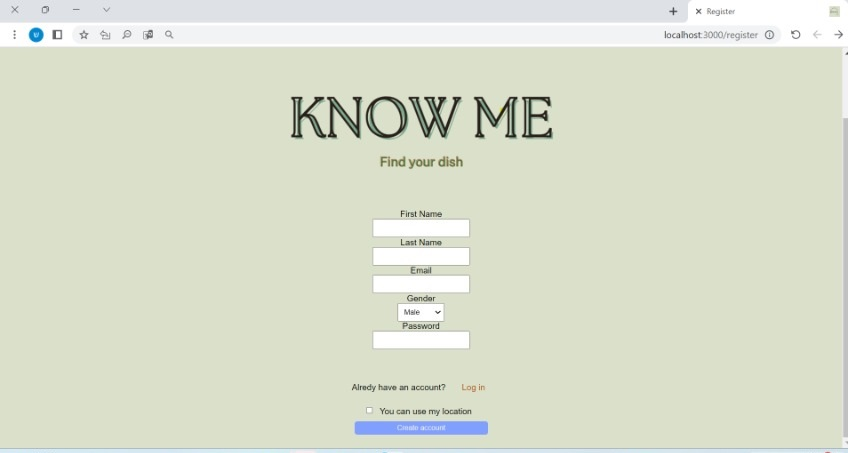 Register
localhost:3000/register
KNOW ME
Find your dish
First Name
Last Name
Email
Gender
Male
Password
Alredy have an account? Log in
You can use my location
Create account